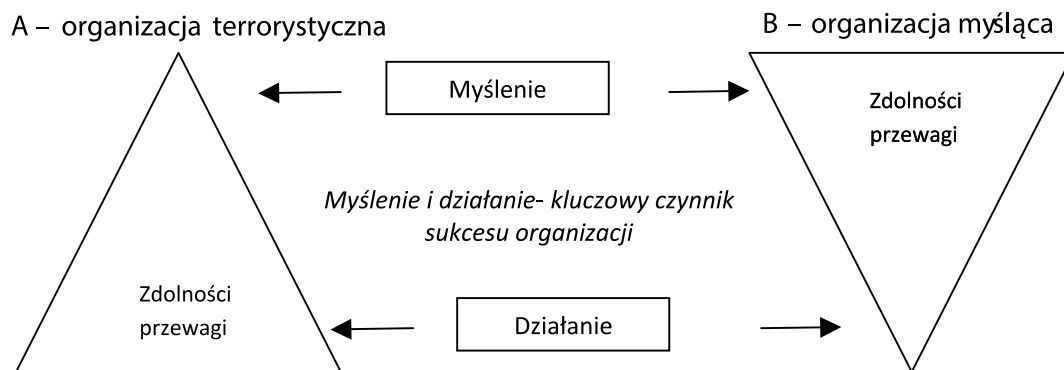 A – organizacja terrorystyczna
B – organizacja myśląca
Myślenie
Zdolności
przewagi
Myślenie i działanie- kluczowy czynnik
sukcesu organizacji
Zdolności
przewagi
Działanie